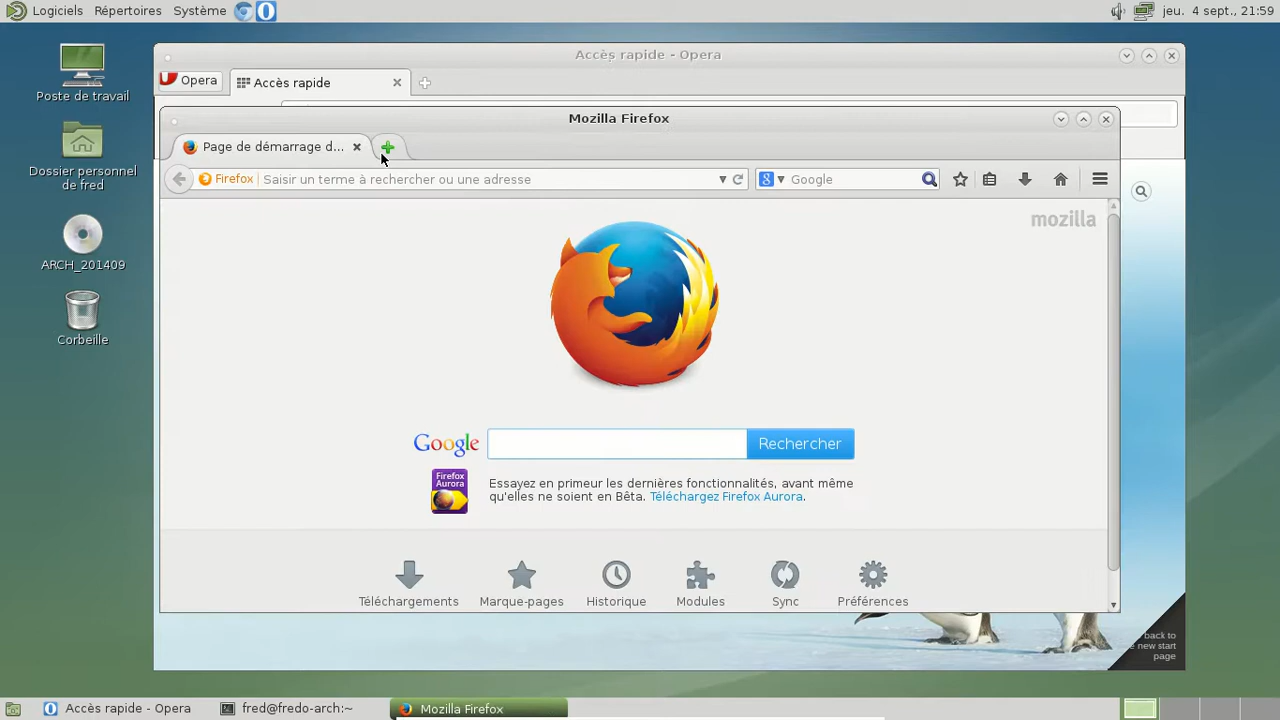 Logiciels Répertoires Système jeu. 4 sept., 21:59
Accès rapide - Opera
Opera Accès rapide
Mozilla Firefox
Page de démarrage d...
Firefox Saisir un terme à rechercher ou une adresse Google
mozilla
Poste de travail
Dossier personnel
de fred
ARCH_201409
Corbeille
Google Rechercher
Firefox
Aurora
Essayez en primeur les dernières fonctionnalités, avant même
qu'elles ne soient en Bêta. Téléchargez Firefox Aurora.
Téléchargements Marque-pages Historique Modules Sync Préférences
back to
new start
page
Accès rapide - Opera fred@fredo-arch:~ Mozilla Firefox